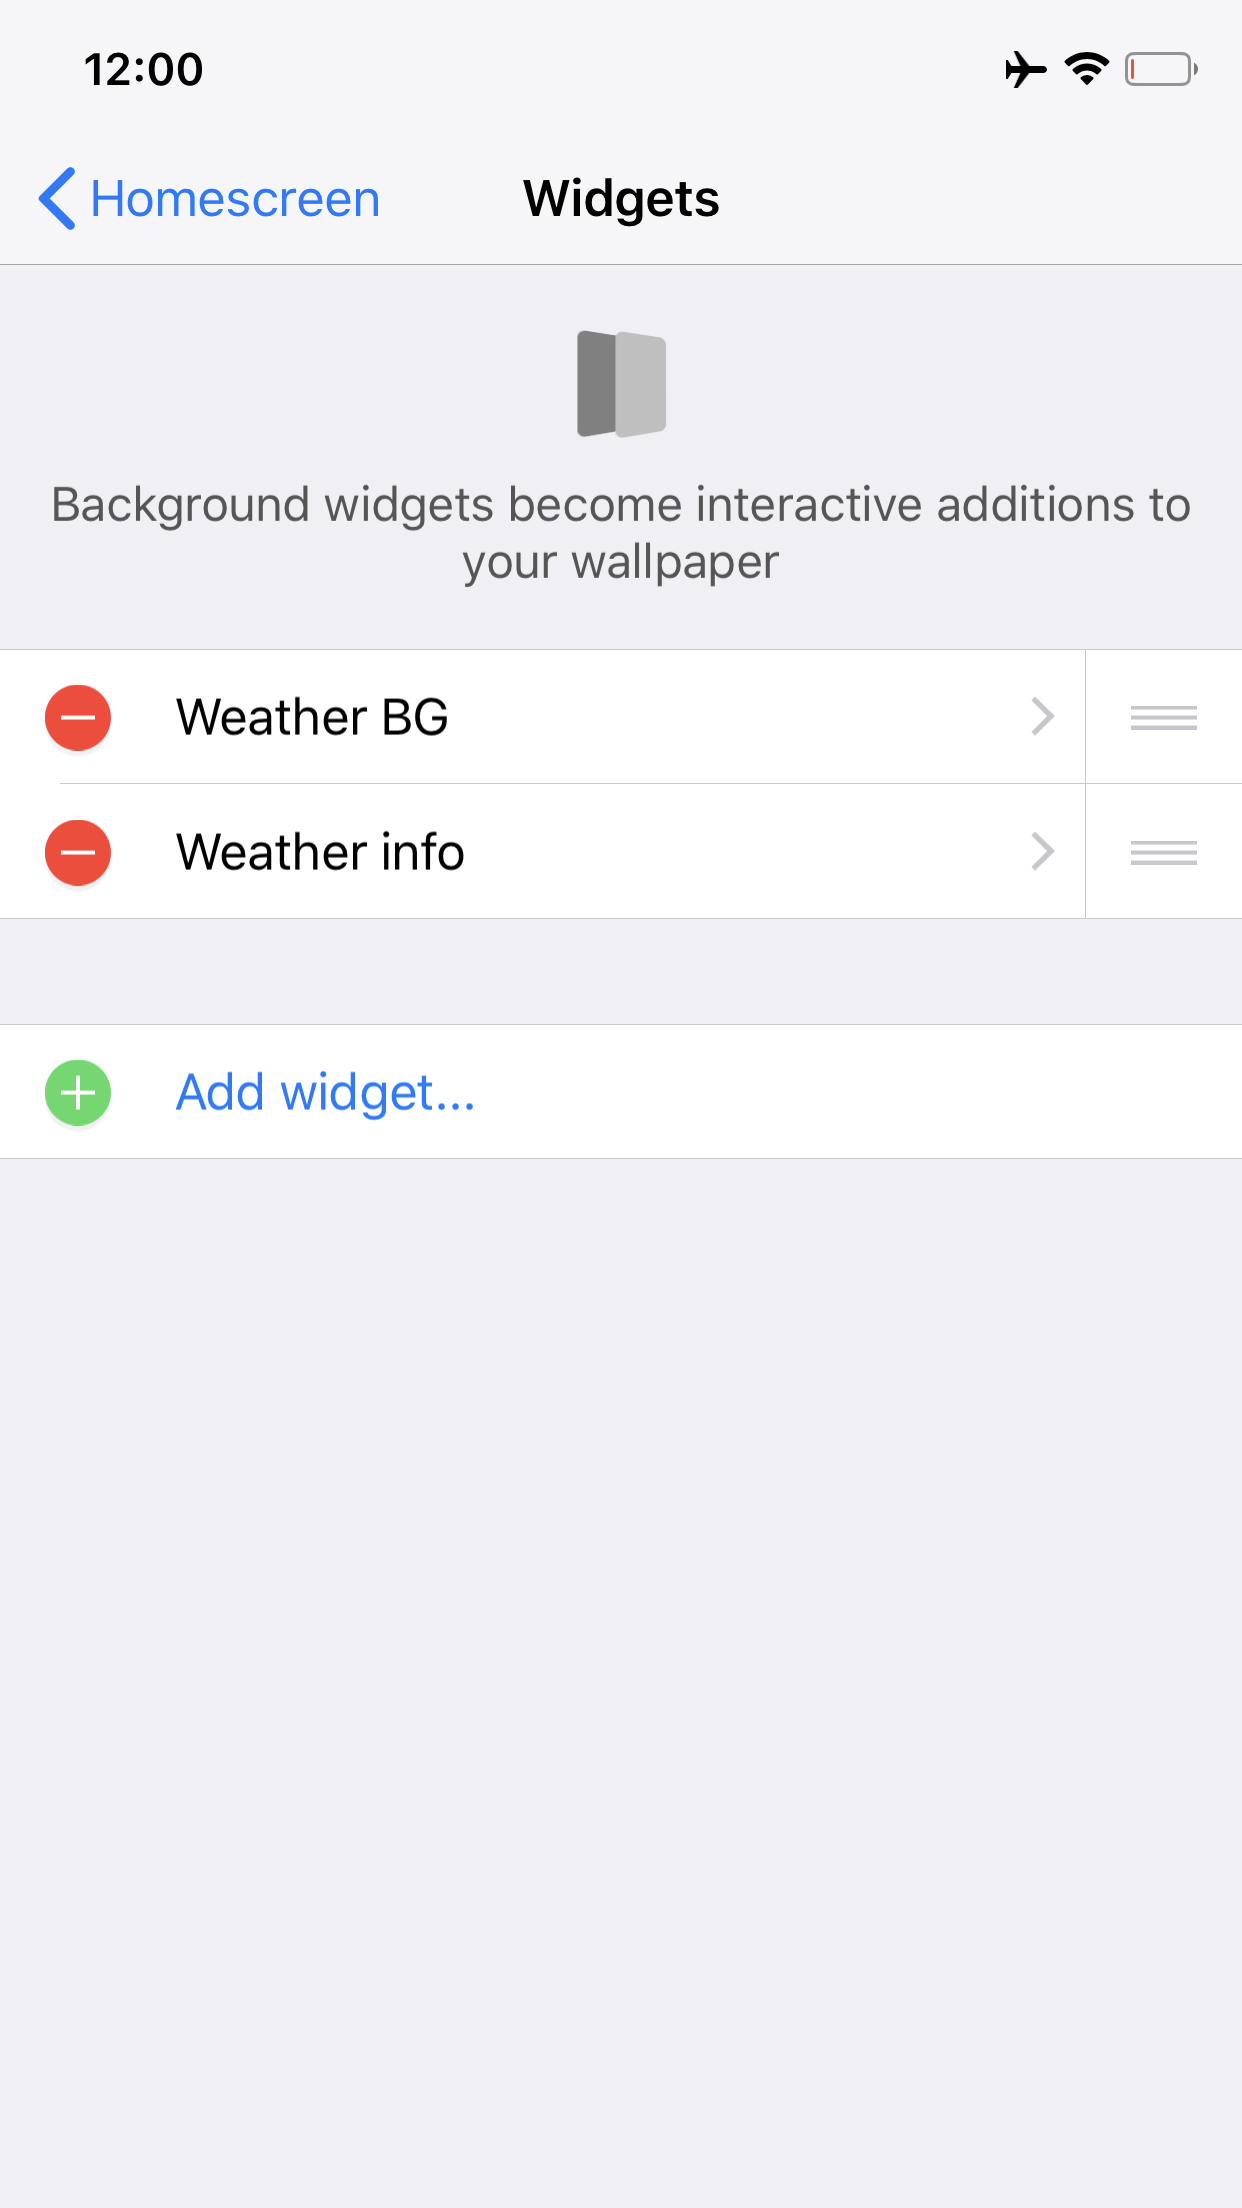 12:00
Homescreen
Widgets
Background widgets become interactive additions to
your wallpaper
Weather BG
Weather info
Add widget...